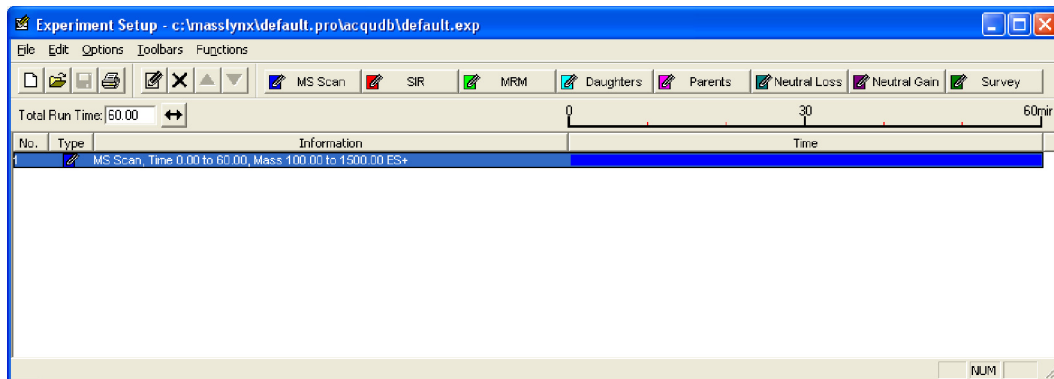 Experiment Setup - c:\masslynx\default.pro\acqudb\default.exp
File Edit Options Toolbars Functions
MS Scan SIR MRM Daughters Parents Neutral Loss Neutral Gain Survey
Total Run Time: 60.00 0 30 60min
No. Type Information Time
1 MS Scan, Time 0.00 to 60.00, Mass 100.00 to 1500.00 ES+
NUM